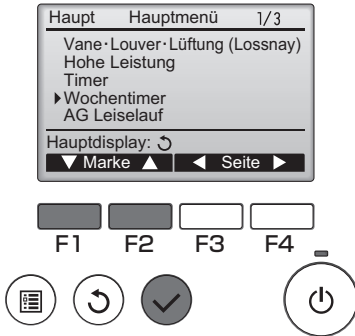 Haupt Hauptmenü 1/3
Vane·Louver·Lüftung (Lossnay)
Hohe Leistung
Timer
Wochentimer
AG Leiselauf
Hauptdisplay:
Marke Seite
F1 F2 F3 F4